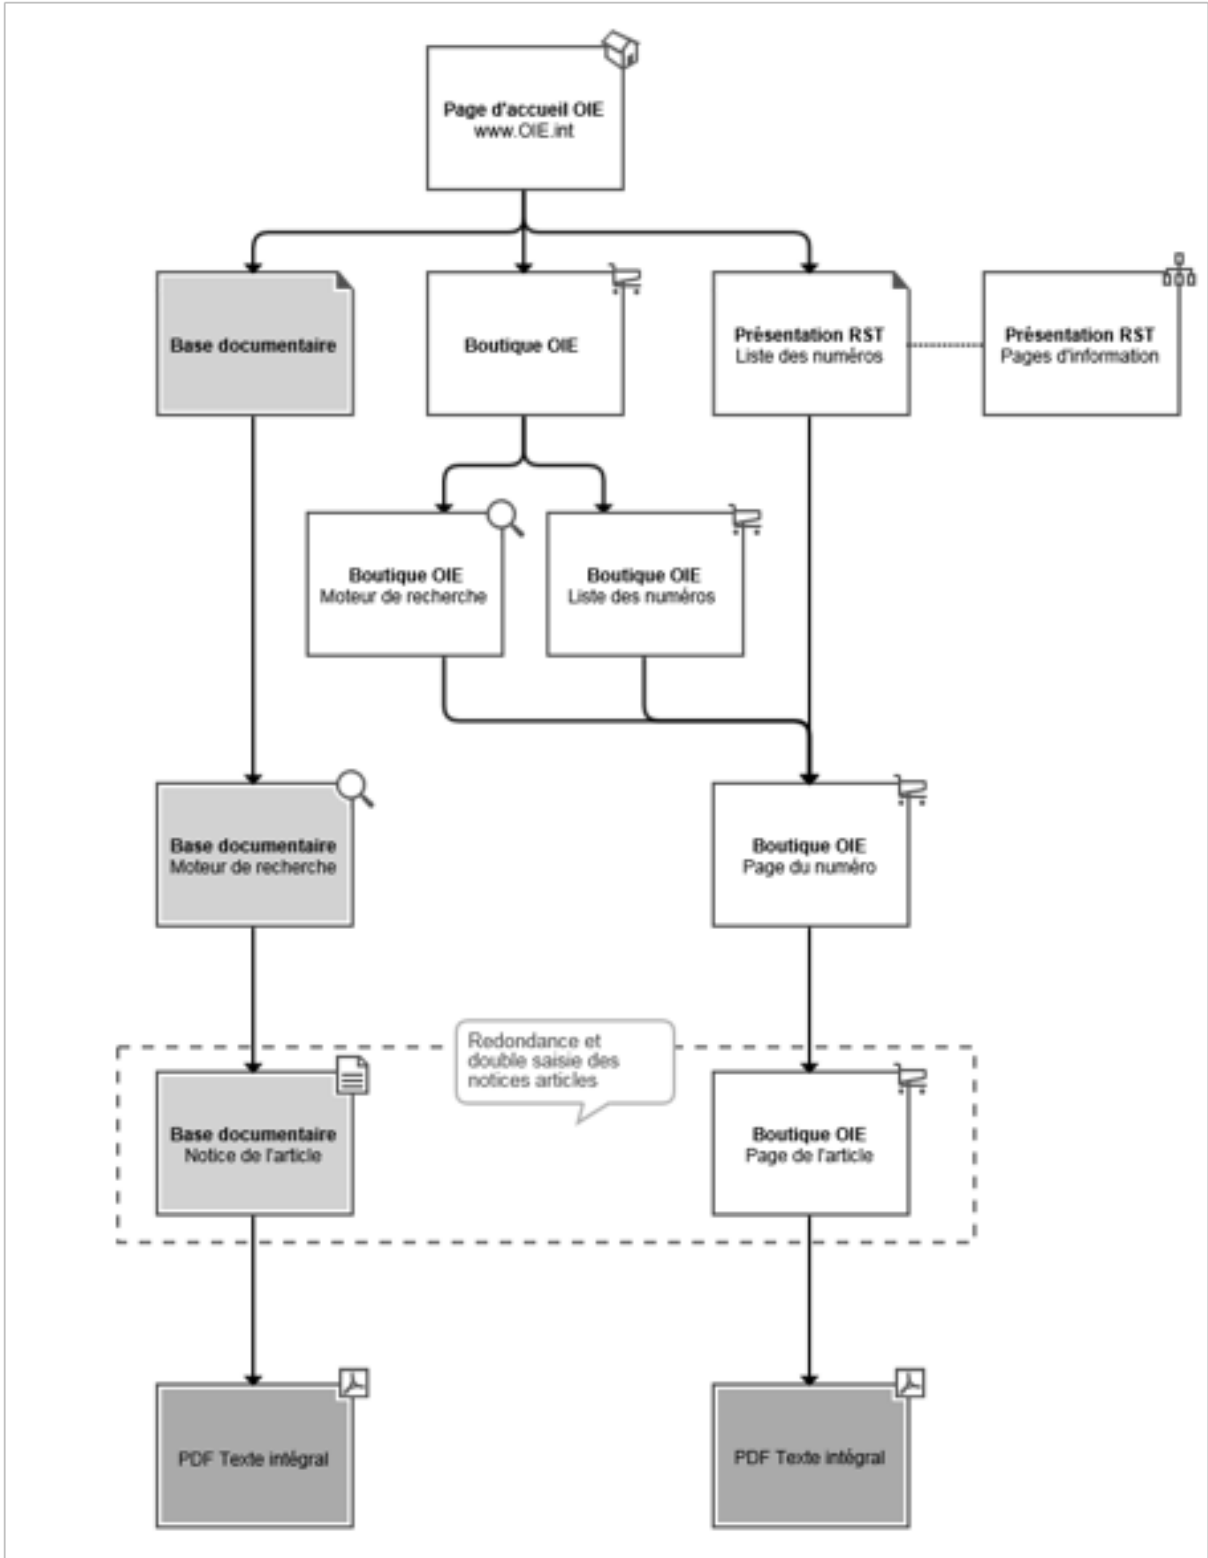 Page d'accueil OIE
www.OIE.int
Base documentaire
Boutique OIE
Présentation RST
Liste des numéros
Présentation RST
Pages d'information
Boutique OIE
Moteur de recherche
Boutique OIE
Liste des numéros
Base documentaire
Moteur de recherche
Boutique OIE
Page du numéro
Redondance et
double saisie des
notices articles
Base documentaire
Notice de l'article
Boutique OIE
Page de l'article
PDF Texte intégral
PDF Texte intégral